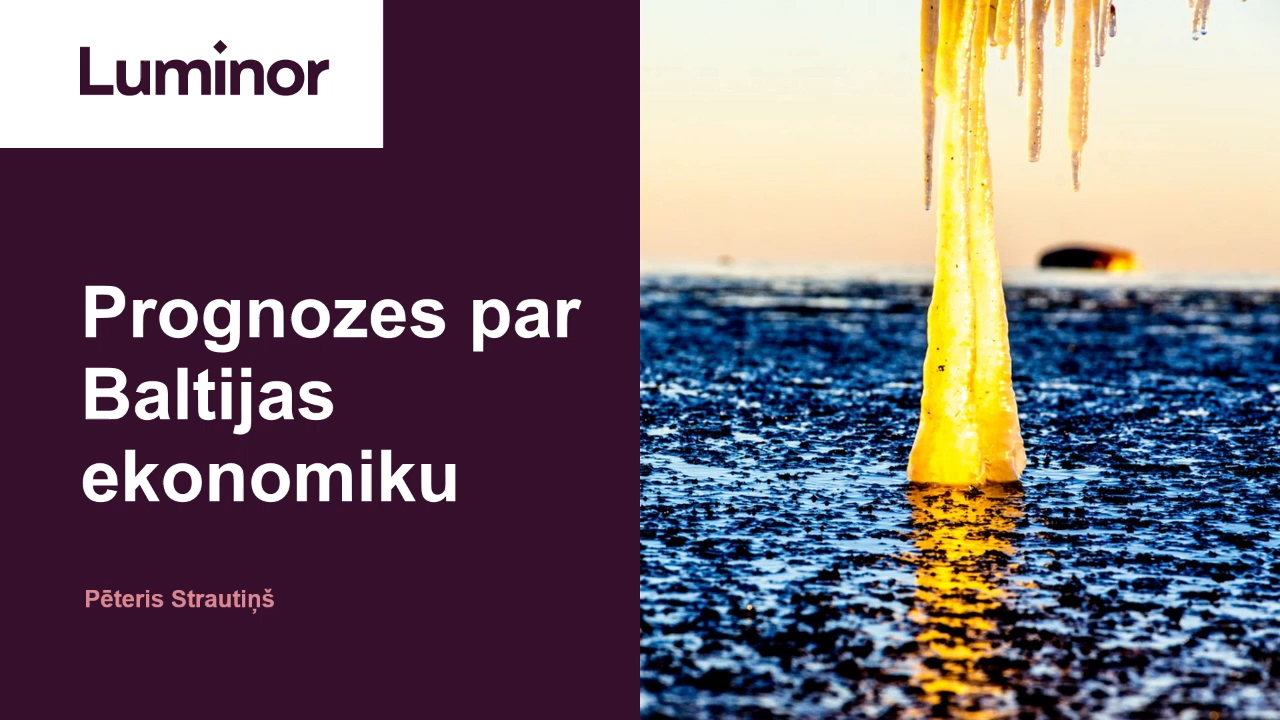 Luminor
Prognozes par
Baltijas
ekonomiku
Pēteris Strautiņš